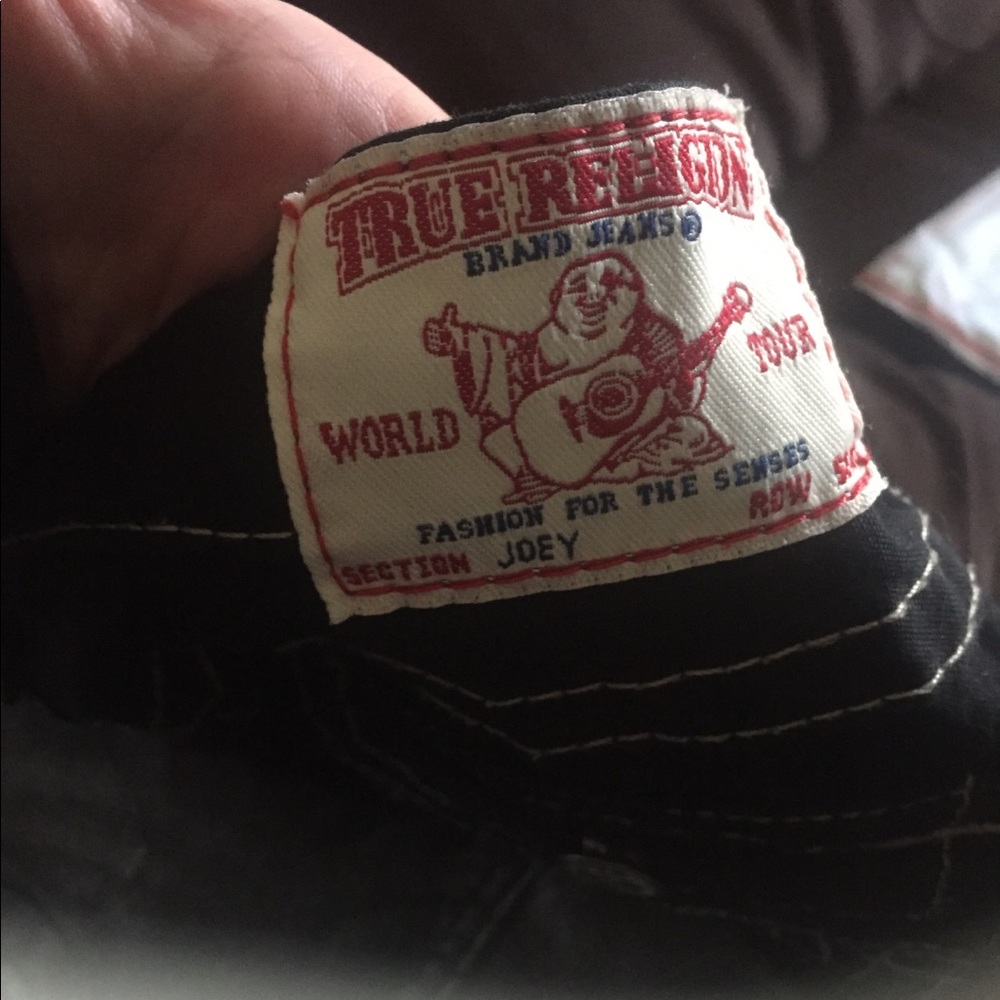 TRUE RELIGION
BRAND JEANS®
WORLD TOUR
FASHION FOR THE SENSES
SECTION JOEY ROW